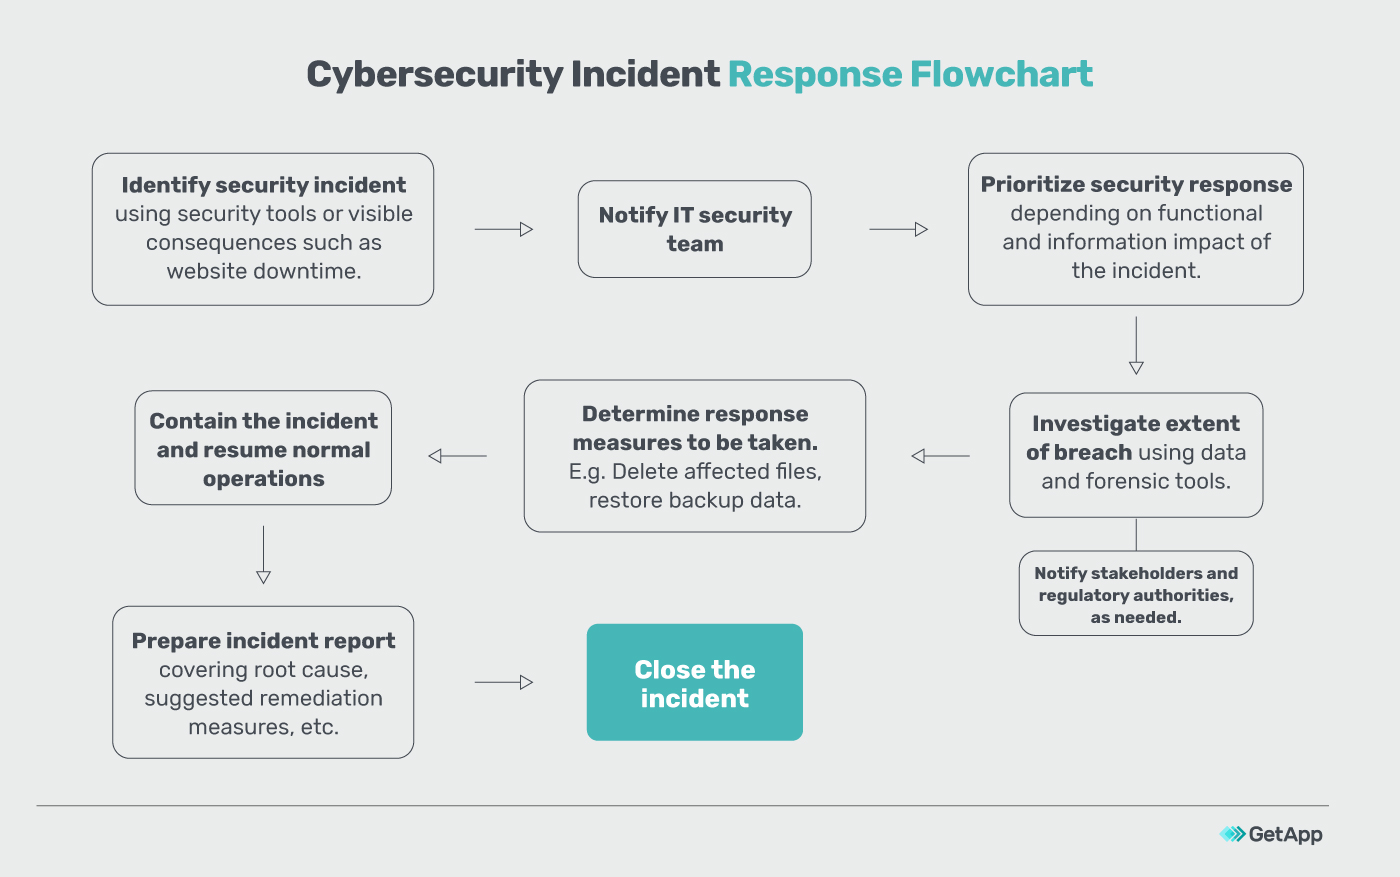 Cybersecurity Incident Response Flowchart
Identify security incident
using security tools or visible
consequences such as
website downtime.
Notify IT security
team
Prioritize security response
depending on functional
and information impact of
the incident.
Contain the incident
and resume normal
operations
Determine response
measures to be taken.
E.g. Delete affected files,
restore backup data.
Investigate extent
of breach using data
and forensic tools.
Notify stakeholders and
regulatory authorities,
as needed.
Prepare incident report
covering root cause,
suggested remediation
measures, etc.
Close the
incident
GetApp